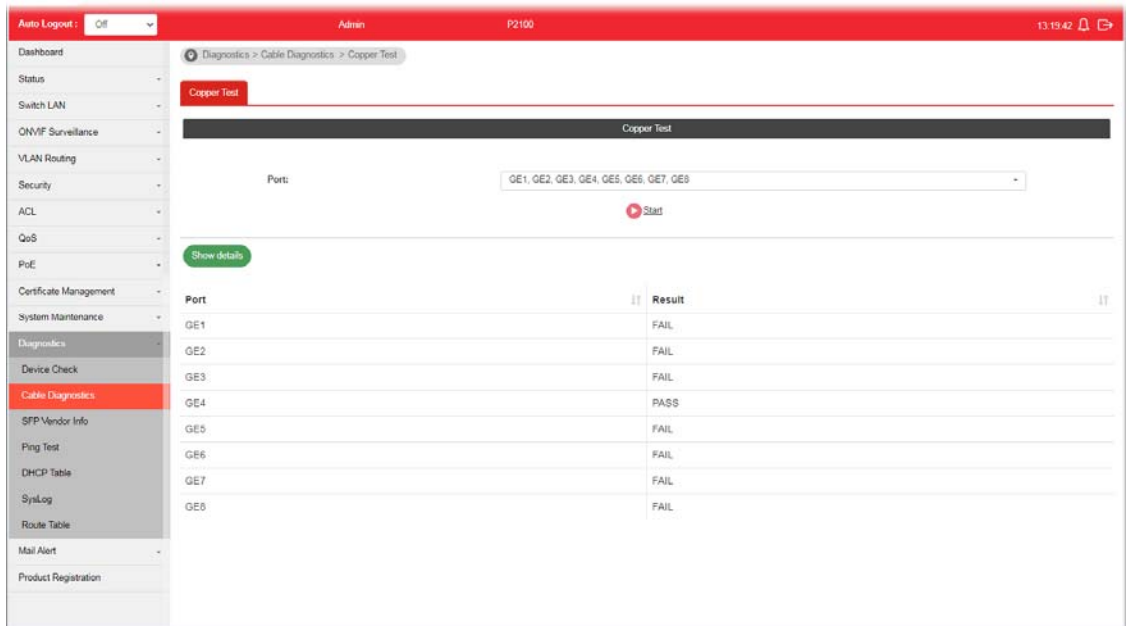 Auto Logout : Off Admin P2100 13:19:42
Dashboard
Status
Switch LAN
ONVIF Surveillance
VLAN Routing
Security
ACL
QoS
PoE
Certificate Management
System Maintenance
Diagnostics
Device Check
Cable Diagnostics
SFP Vendor Info
Ping Test
DHCP Table
SysLog
Route Table
Mail Alert
Product Registration
Diagnostics > Cable Diagnostics > Copper Test
Copper Test
Copper Test
Port: GE1, GE2, GE3, GE4, GE5, GE6, GE7, GE8
Start
Show details
Port Result
GE1 FAIL
GE2 FAIL
GE3 FAIL
GE4 PASS
GE5 FAIL
GE6 FAIL
GE7 FAIL
GE8 FAIL